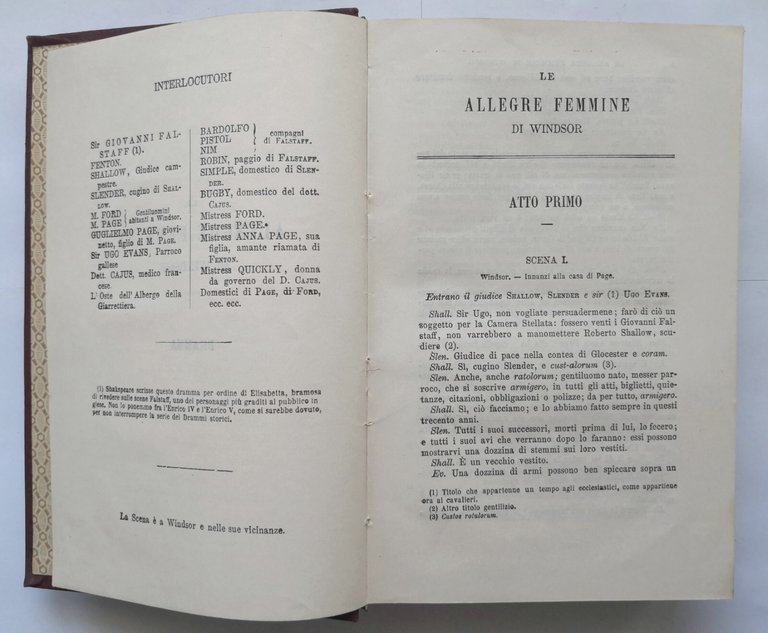 INTERLOCUTORI
Sir GIOVANNI FAL-
STAFF (1).
FENTON.
SHALLOW, Giudice cam-
pestre.
SLENDER, cugino di SHAL-
LOW.
M. FORD } Gentiluomini
M. PAGE } abitanti a Windsor.
GUGLIELMO PAGE, giovi-
netto, figlio di M. PAGE.
Sir UGO EVANS, Parroco
gallese
Dott. CAJUS, medico fran-
cese.
L'Oste dell'Albergo della
Giarrettiera.
BARDOLFO
PISTOL
NIM
} compagni
di FALSTAFF.
ROBIN, paggio di FALSTAFF.
SIMPLE, domestico di SLEN-
DER.
BUGBY, domestico del dott.
CAJUS.
Mistress FORD.
Mistress PAGE.
Mistress ANNA PAGE, sua
figlia, amante riamata di
FENTON.
Mistress QUICKLY, donna
da governo del D. CAJUS.
Domestici di PAGE, di FORD,
ecc. ecc.
(1) Shakspeare scrisse questo dramma per ordine di Elisabetta, bramosa
di rivedere sulle scene Falstaff, uno dei personaggi più graditi al pubblico in-
glese. Non lo ponemmo fra l'Enrico IV e l'Enrico V, come si sarebbe dovuto,
per non interrompere la serie dei Drammi storici.
La Scena è a Windsor e nelle sue vicinanze.
LE
ALLEGRE FEMMINE
DI WINDSOR
ATTO PRIMO
SCENA I.
Windsor. — Innanzi alla casa di Page.
Entrano il giudice SHALLOW, SLENDER e sir (1) UGO EVANS.
Shall. Sir Ugo, non vogliate persuadermene; farò di ciò un
soggetto per la Camera Stellata: fossero venti i Giovanni Fal-
staff, non varrebbero a manomettere Roberto Shallow, scu-
diere (2).
Slen. Giudice di pace nella contea di Glocester e coram.
Shall. Sì, cugino Slender, e cust-alorum (3).
Slen. Anche, anche ratolorum; gentiluomo nato, messer par-
roco, che si soscrive armigero, in tutti gli atti, biglietti, quie-
tanze, citazioni, obbligazioni o polizze; da per tutto, armigero.
Shall. Sì, ciò facciamo; e lo abbiamo fatto sempre in questi
trecento anni.
Slen. Tutti i suoi successori, morti prima di lui, lo fecero;
e tutti i suoi avi che verranno dopo lo faranno: essi possono
mostrarvi una dozzina di stemmi sui loro vestiti.
Shall. È un vecchio vestito.
Ev. Una dozzina di armi possono ben spiccare sopra un
(1) Titolo che appartenne un tempo agli ecclesiastici, come appartiene
ora ai cavalieri.
(2) Altro titolo gentilizio.
(3) Custos rotulorum.